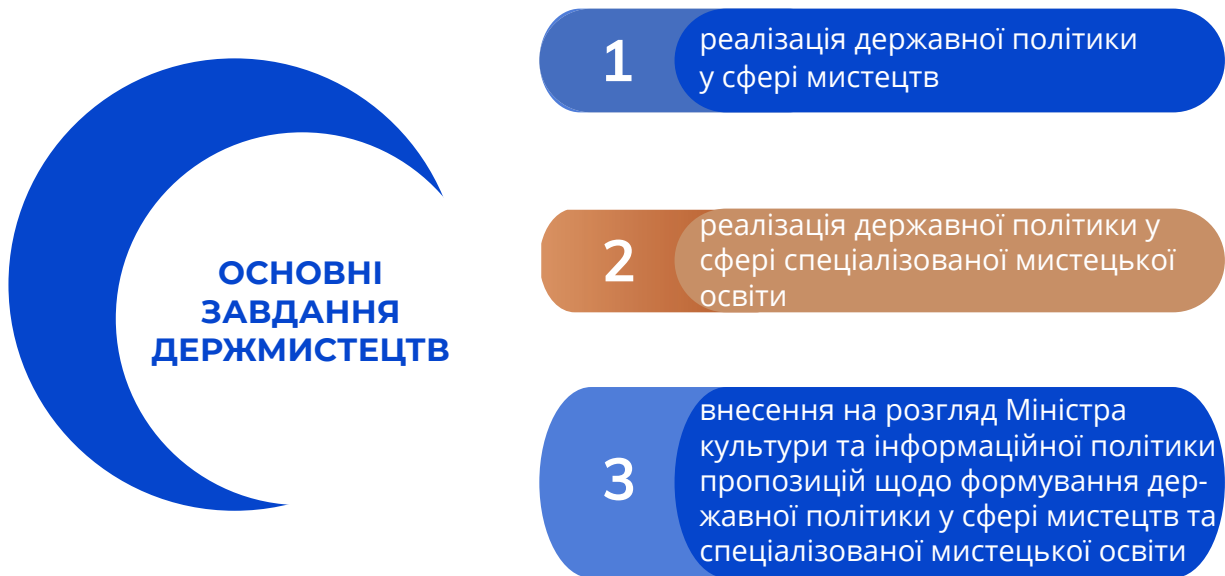 ОСНОВНІ
ЗАВДАННЯ
ДЕРЖМИСТЕЦТВ
1
реалізація державної політики
у сфері мистецтв
2
реалізація державної політики у
сфері спеціалізованої мистецької
освіти
3
внесення на розгляд Міністра
культури та інформаційної політики
пропозицій щодо формування дер-
жавної політики у сфері мистецтв та
спеціалізованої мистецької освіти